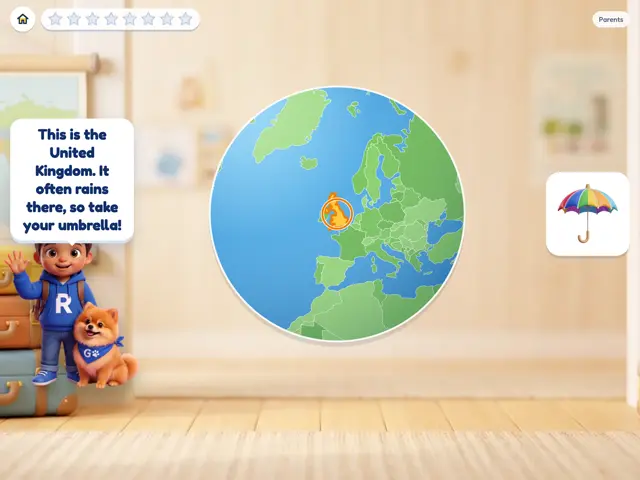 Parents
This is the
United
Kingdom. It
often rains
there, so take
your umbrella!
R
G